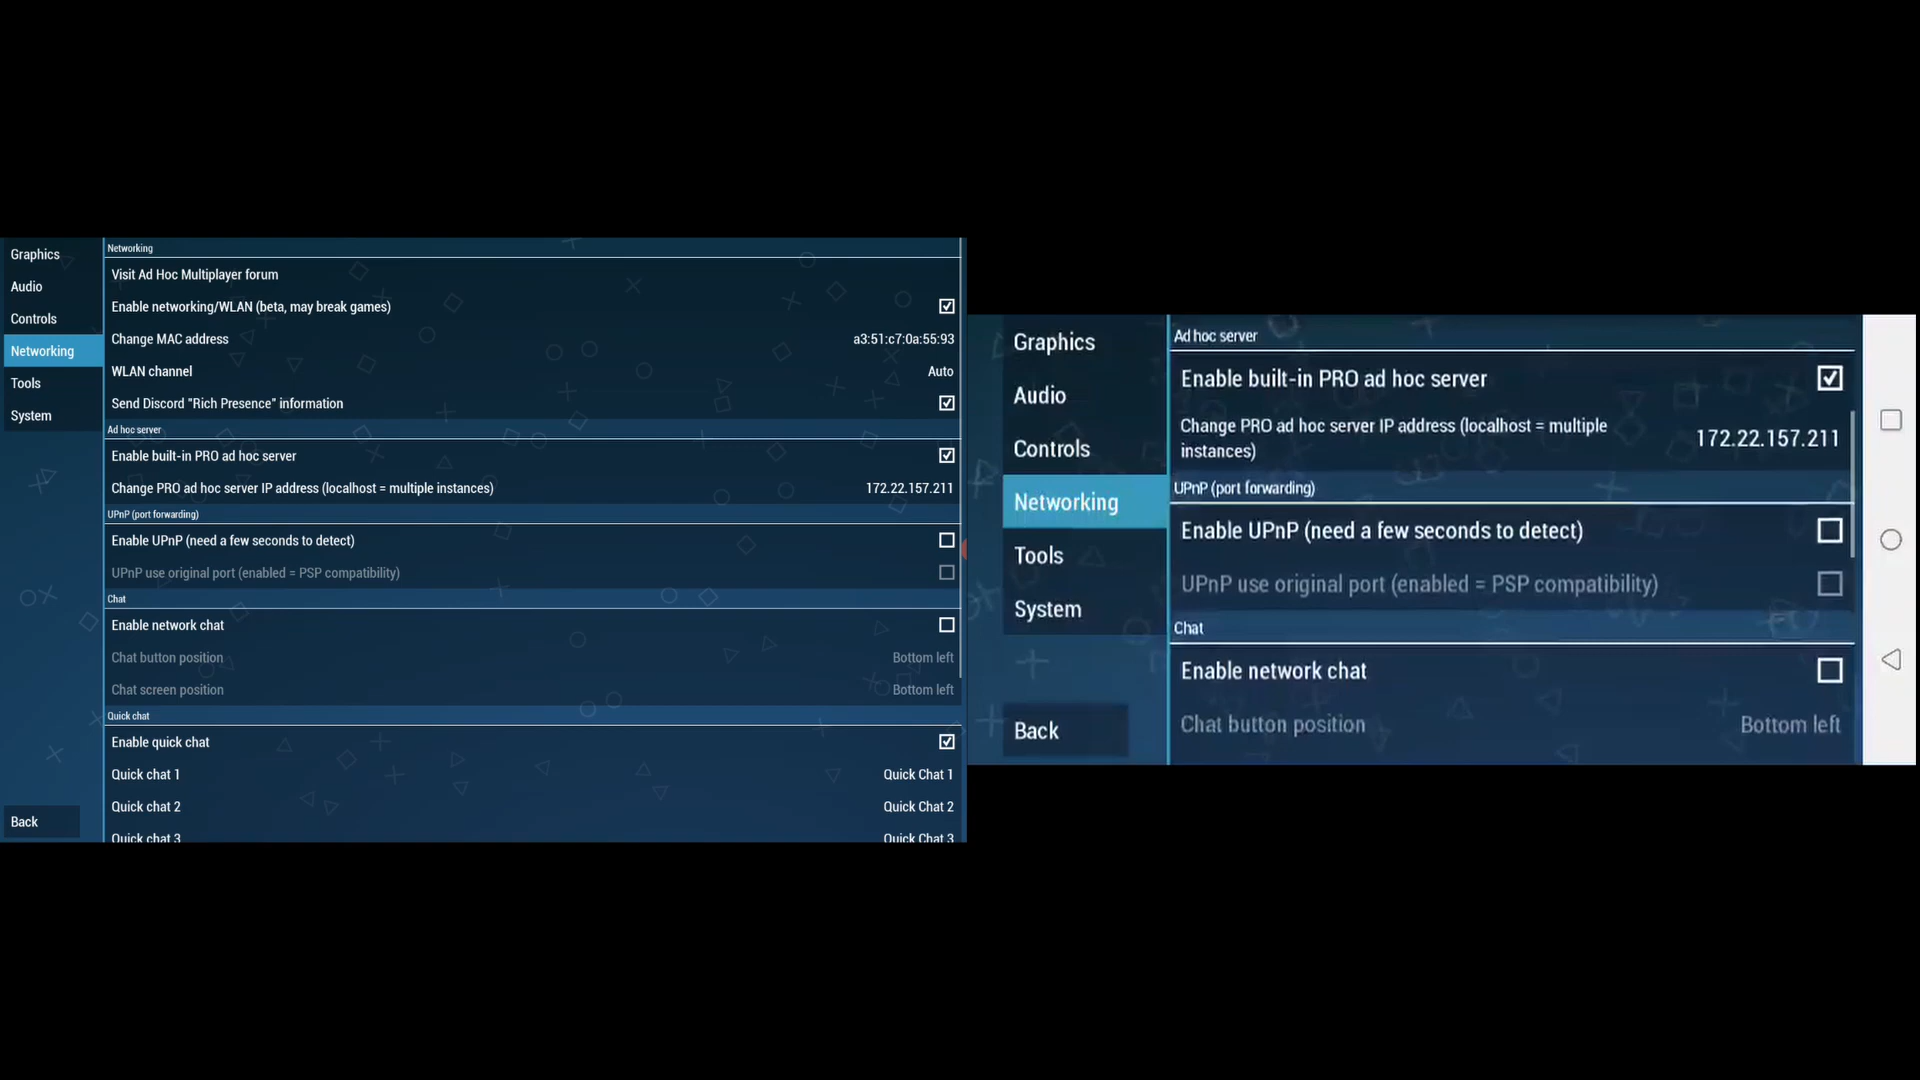 Graphics
Audio
Controls
Networking
Tools
System
Back
Networking
Visit Ad Hoc Multiplayer forum
Enable networking/WLAN (beta, may break games)
Change MAC address a3:51:c7:0a:55:93
WLAN channel Auto
Send Discord "Rich Presence" information
Ad hoc server
Enable built-in PRO ad hoc server
Change PRO ad hoc server IP address (localhost = multiple instances) 172.22.157.211
UPnP (port forwarding)
Enable UPnP (need a few seconds to detect)
UPnP use original port (enabled = PSP compatibility)
Chat
Enable network chat
Chat button position Bottom left
Chat screen position Bottom left
Quick chat
Enable quick chat
Quick chat 1 Quick Chat 1
Quick chat 2 Quick Chat 2
Quick chat 3 Quick Chat 3
Graphics
Audio
Controls
Networking
Tools
System
Back
Ad hoc server
Enable built-in PRO ad hoc server
Change PRO ad hoc server IP address (localhost = multiple
instances) 172.22.157.211
UPnP (port forwarding)
Enable UPnP (need a few seconds to detect)
UPnP use original port (enabled = PSP compatibility)
Chat
Enable network chat
Chat button position Bottom left